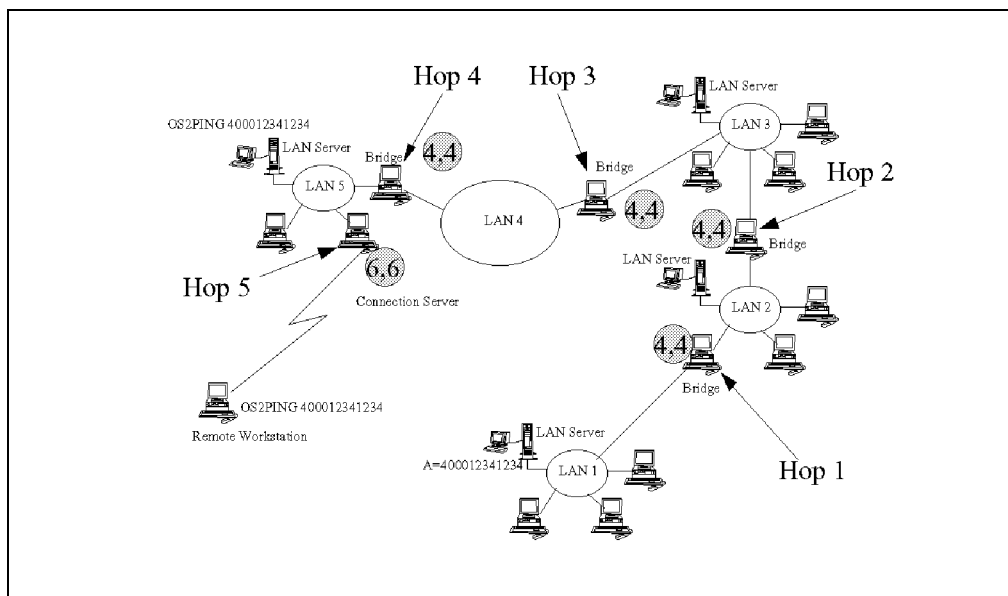 Hop 4
Hop 3
LAN Server
OS2PING 400012341234
LAN Server
Bridge
4,4
Bridge
LAN 3
Hop 2
LAN 5
LAN 4
4,4
4,4
Bridge
6,6
LAN Server
Hop 5
Connection Server
LAN 2
4,4
Bridge
OS2PING 400012341234
Remote Workstation
LAN Server
A=400012341234
LAN 1
Hop 1